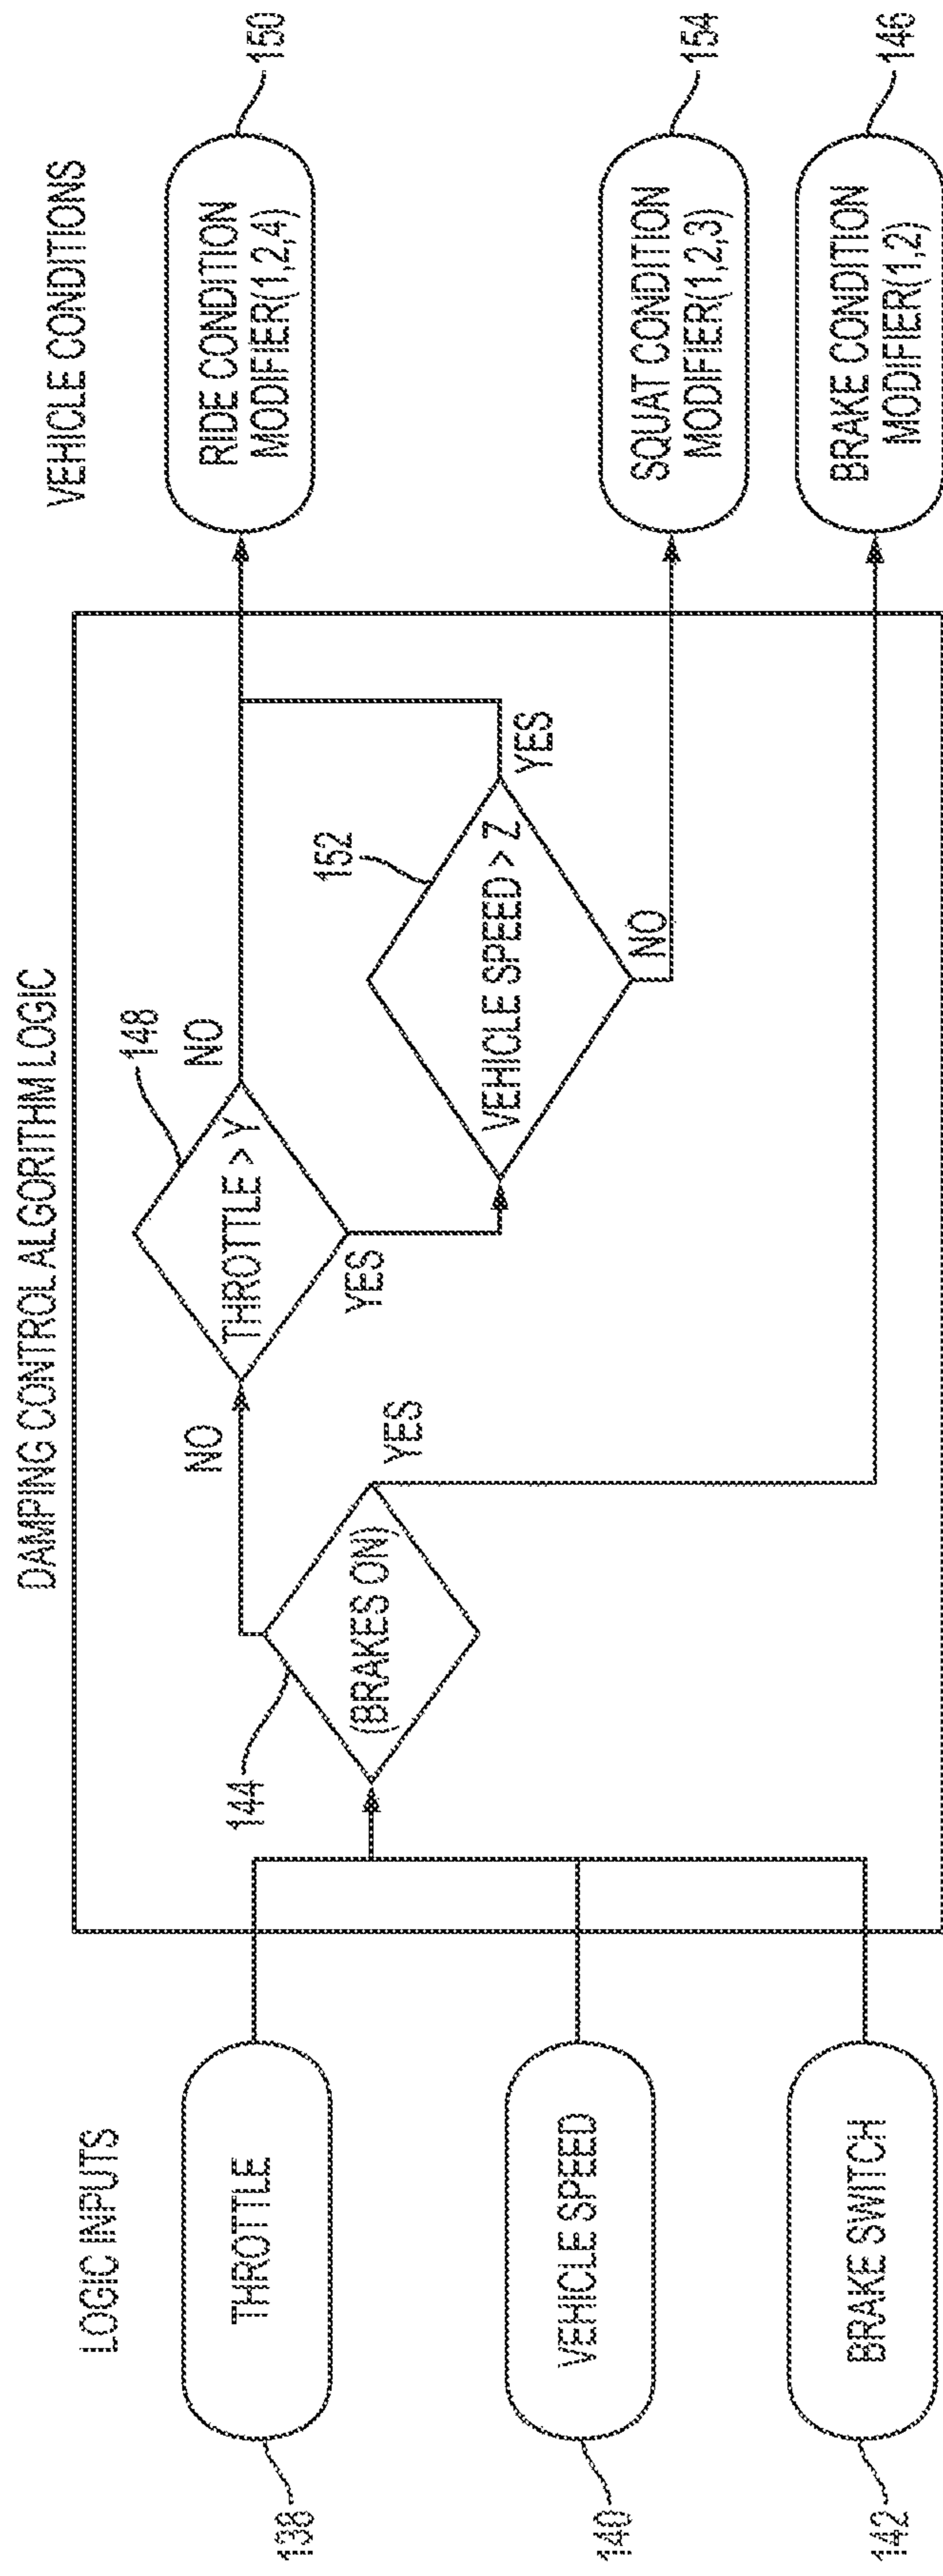 DAMPING CONTROL ALGORITHM LOGIC
LOGIC INPUTS
VEHICLE CONDITIONS
138
THROTTLE
140
VEHICLE SPEED
142
BRAKE SWITCH
144
(BRAKES ON)
NO
YES
148
THROTTLE > Y
NO
YES
152
VEHICLE SPEED > Z
YES
NO
RIDE CONDITION
MODIFIER(1,2,4)
150
SQUAT CONDITION
MODIFIER(1,2,3)
154
BRAKE CONDITION
MODIFIER(1,2)
146